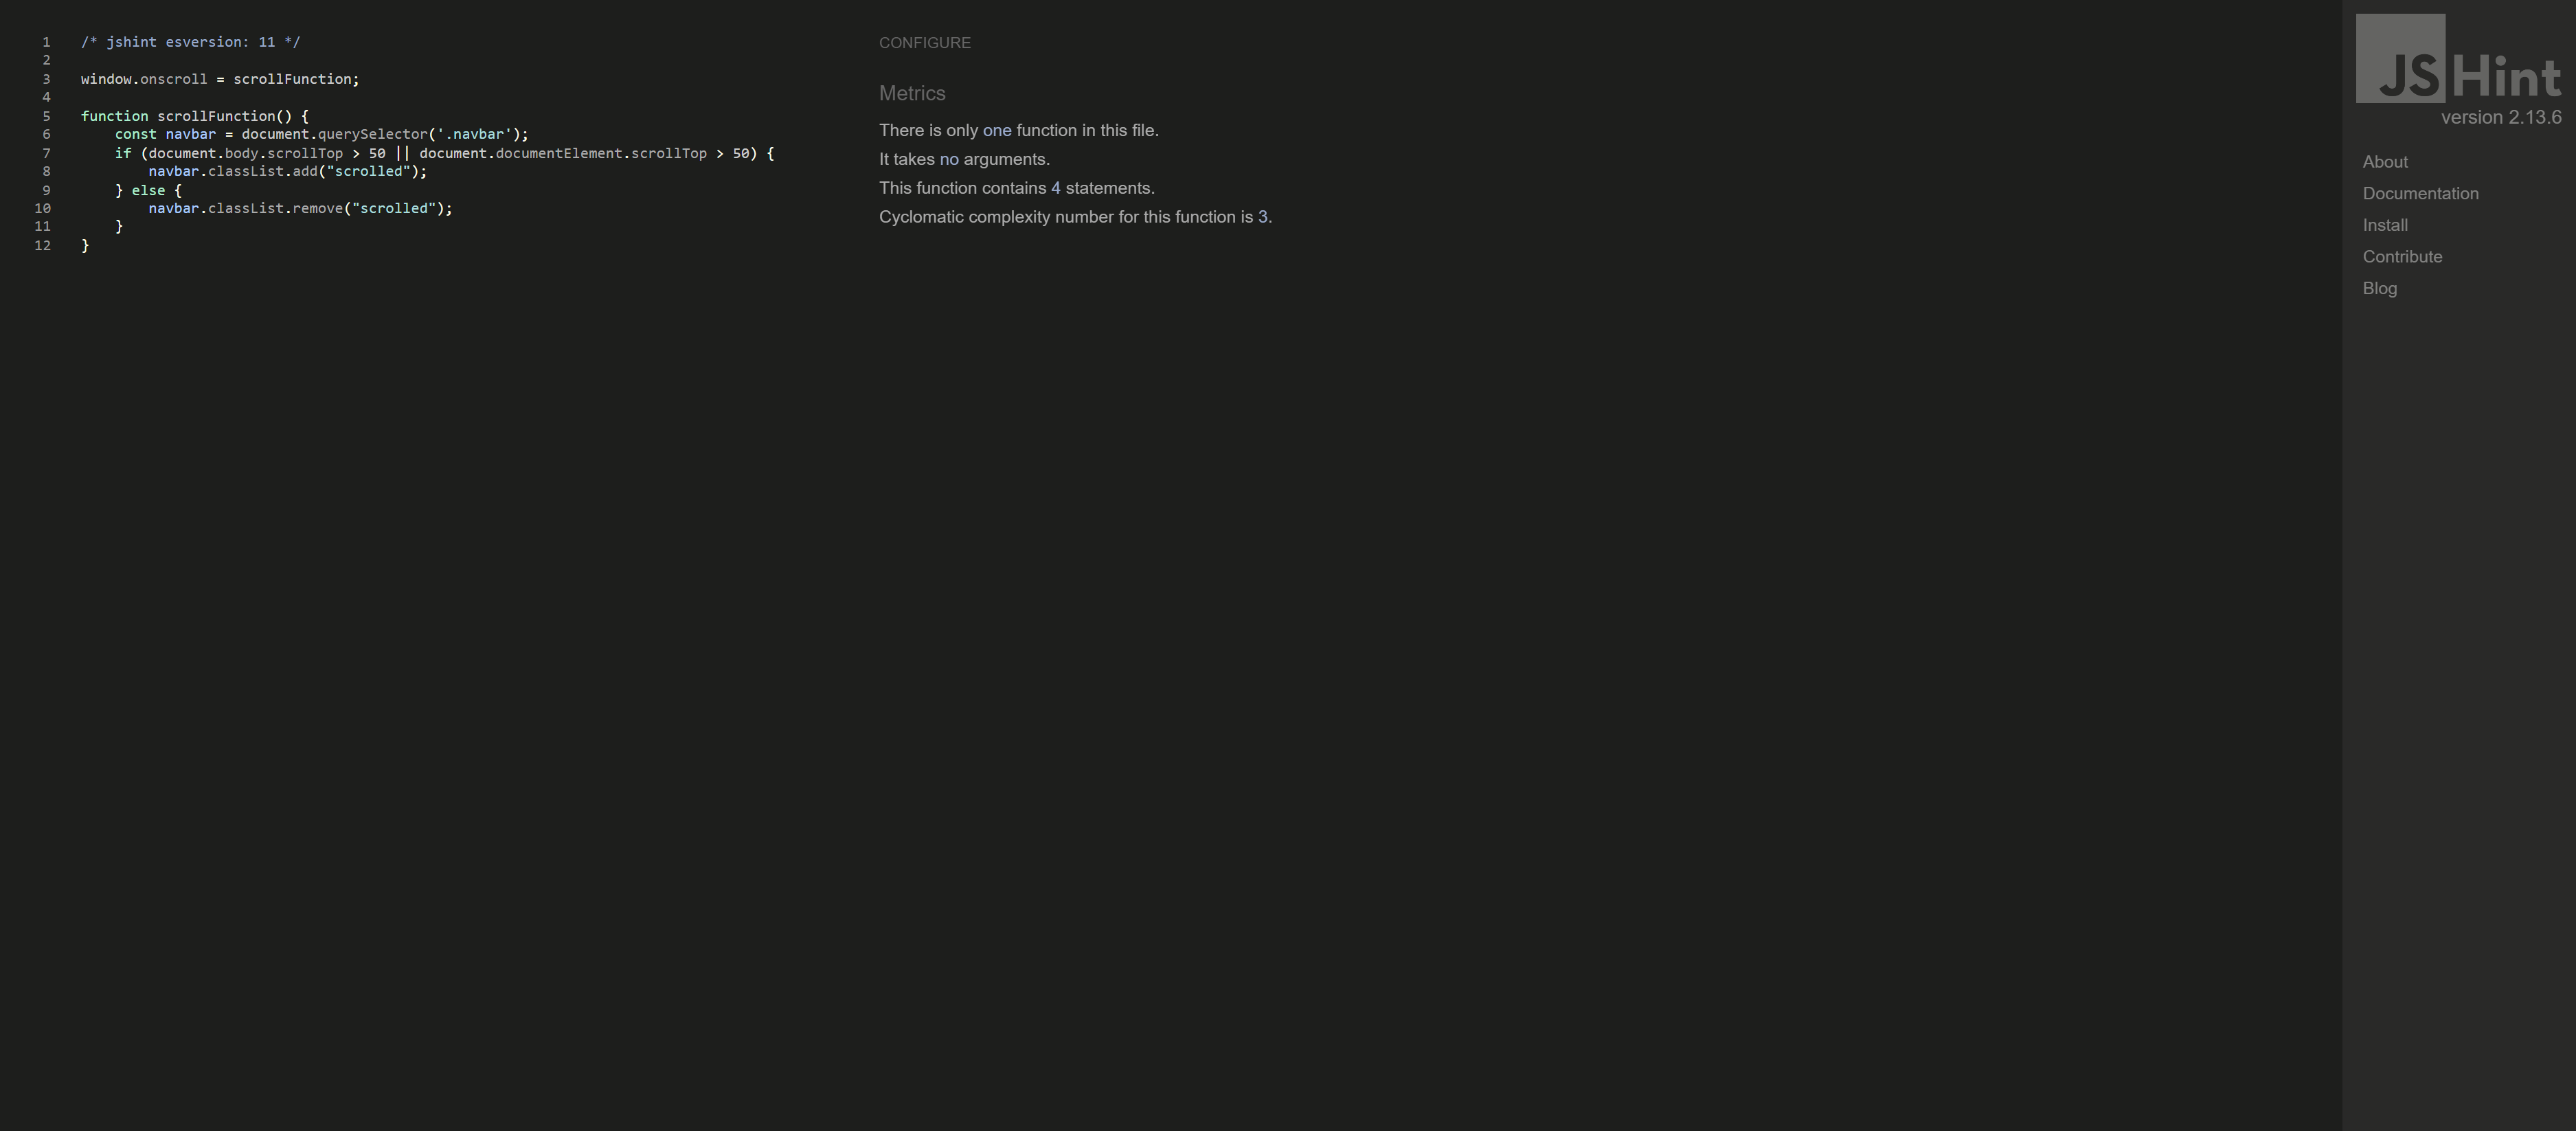 1 /* jshint esversion: 11 */
2
3 window.onscroll = scrollFunction;
4
5 function scrollFunction() {
6 const navbar = document.querySelector('.navbar');
7 if (document.body.scrollTop > 50 || document.documentElement.scrollTop > 50) {
8 navbar.classList.add("scrolled");
9 } else {
10 navbar.classList.remove("scrolled");
11 }
12 }
CONFIGURE
Metrics
There is only one function in this file.
It takes no arguments.
This function contains 4 statements.
Cyclomatic complexity number for this function is 3.
JSHint
version 2.13.6
About
Documentation
Install
Contribute
Blog